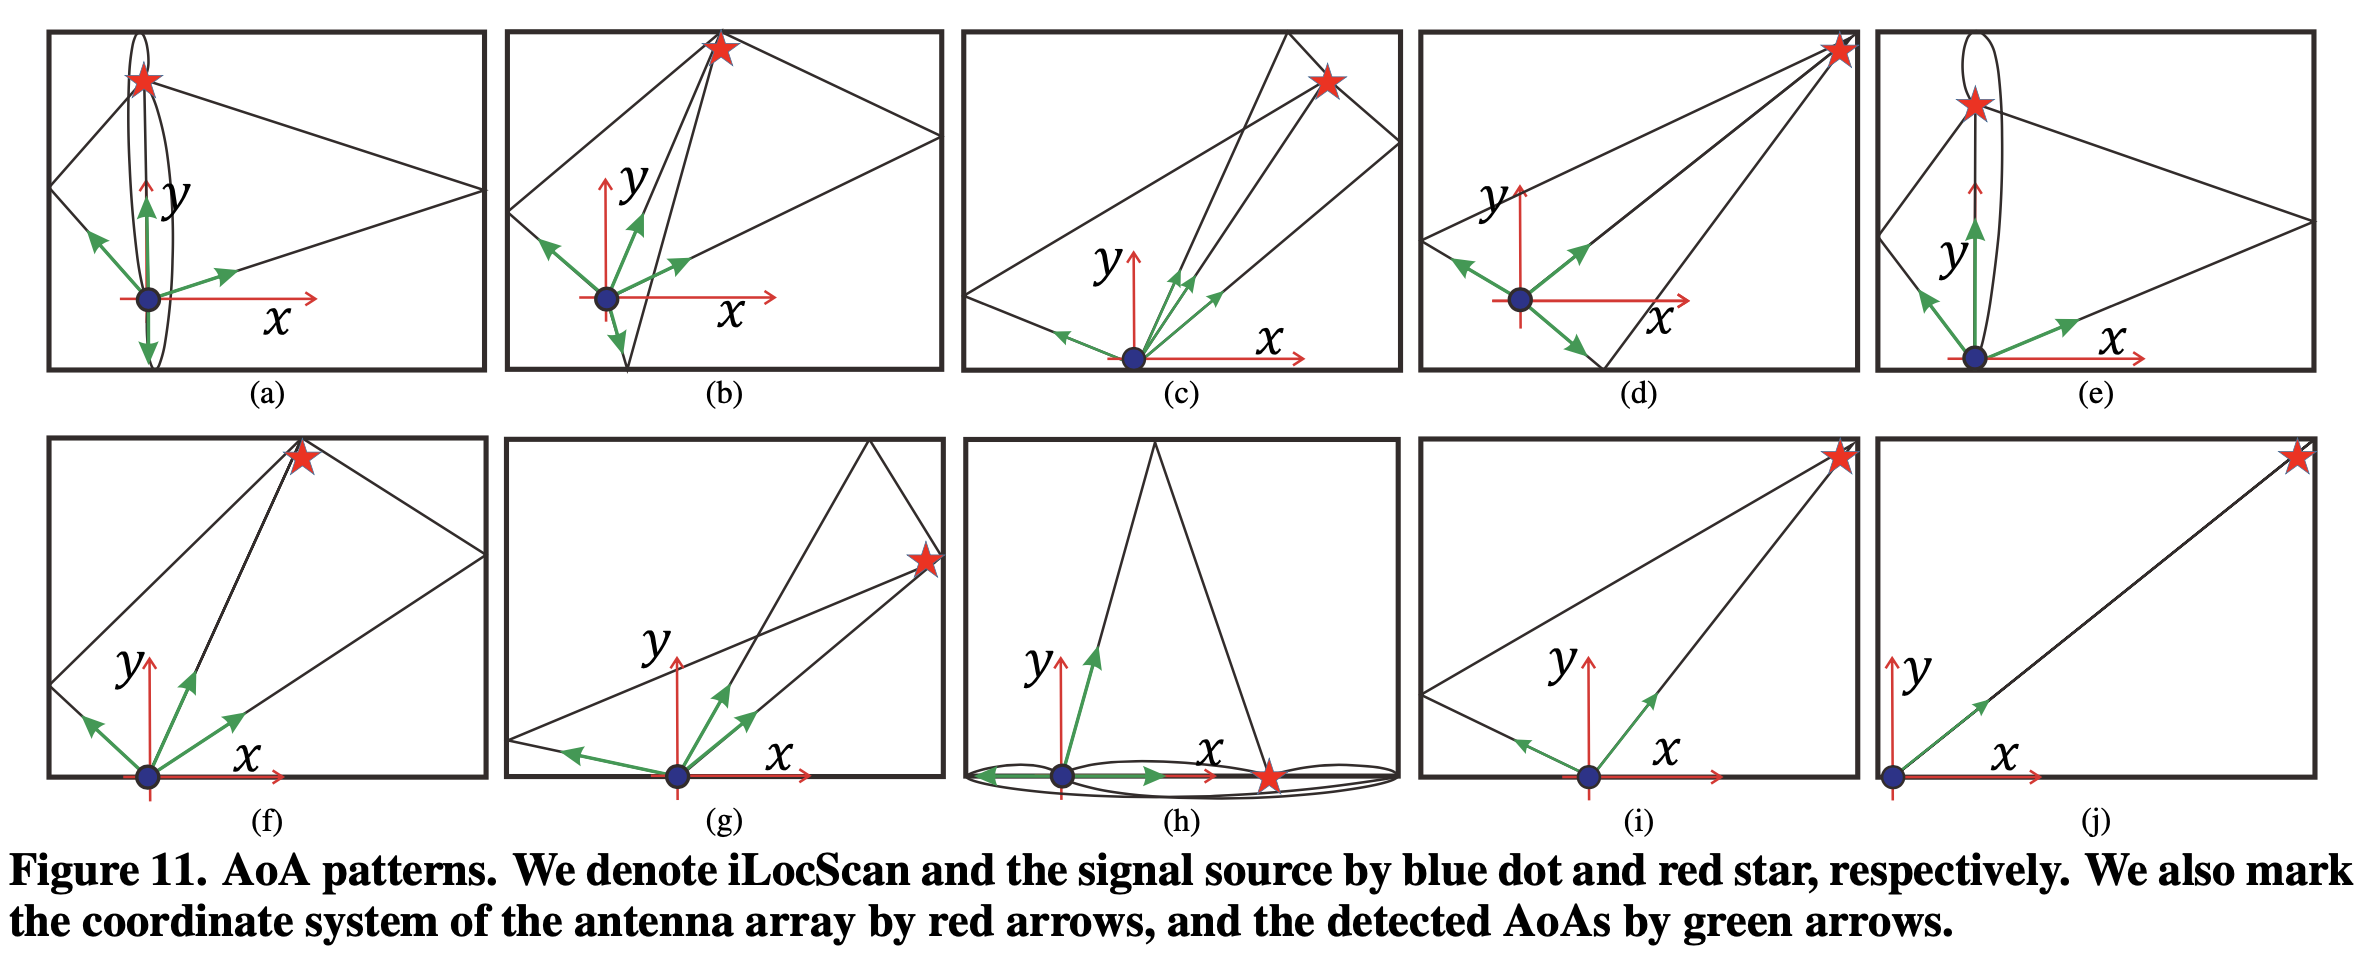 y
x
(a)
y
x
(b)
y
x
(c)
y
x
(d)
y
x
(e)
y
x
(f)
y
x
(g)
y
x
(h)
y
x
(i)
y
x
(j)
Figure 11. AoA patterns. We denote iLocScan and the signal source by blue dot and red star, respectively. We also mark
the coordinate system of the antenna array by red arrows, and the detected AoAs by green arrows.